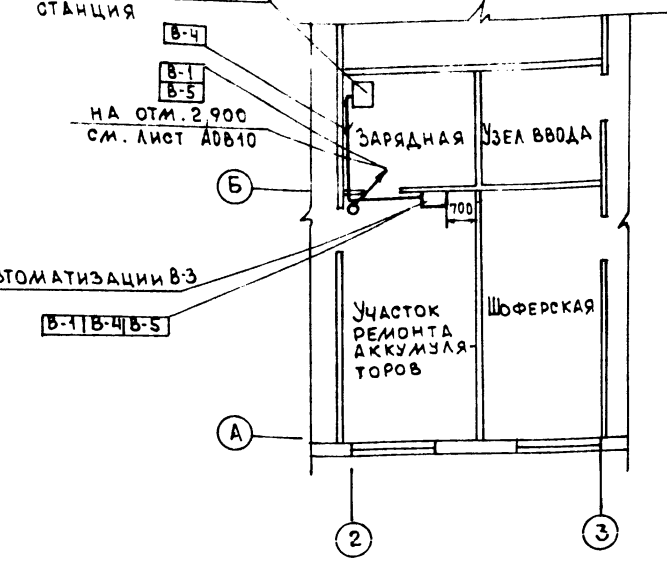 СТАНЦИЯ
В-4
В-1
В-5
НА ОТМ. 2,900
СМ. ЛИСТ АОВ10
ЗАРЯДНАЯ
УЗЕЛ ВВОДА
Б
700
ВТОМАТИЗАЦИИ В-3
В-1 В-4 В-5
УЧАСТОК
РЕМОНТА
АККУМУЛЯ-
ТОРОВ
ШОФЕРСКАЯ
А
2
3